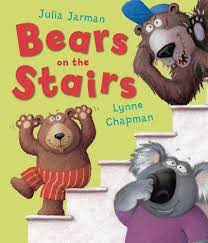 Julia Jarman
Bears
on the
Stairs
Lynne
Chapman